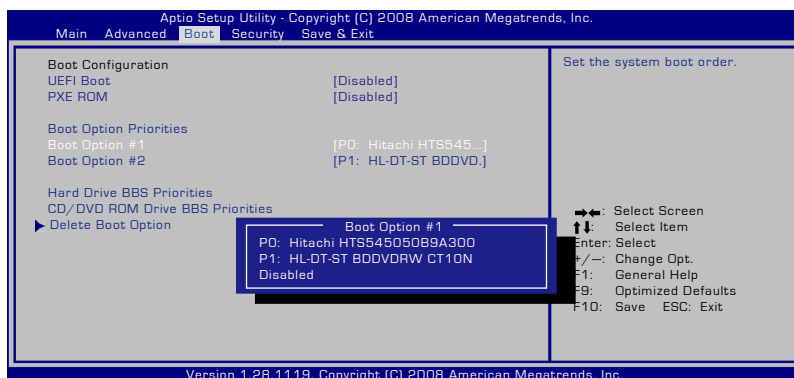 Aptio Setup Utility - Copyright (C) 2008 American Megatrends, Inc.
Main Advanced Boot Security Save & Exit
Boot Configuration
UEFI Boot [Disabled]
PXE ROM [Disabled]
Boot Option Priorities
Boot Option #1 [P0: Hitachi HTS545...]
Boot Option #2 [P1: HL-DT-ST BDDVD.]
Hard Drive BBS Priorities
CD/DVD ROM Drive BBS Priorities
Delete Boot Option
Boot Option #1
P0: Hitachi HTS545050B9A300
P1: HL-DT-ST BDDVDRW CT10N
Disabled
Set the system boot order.
→←: Select Screen
↑↓: Select Item
Enter: Select
+/—: Change Opt.
F1: General Help
F9: Optimized Defaults
F10: Save ESC: Exit
Version 1.28.1119. Copyright (C) 2008 American Megatrends, Inc.